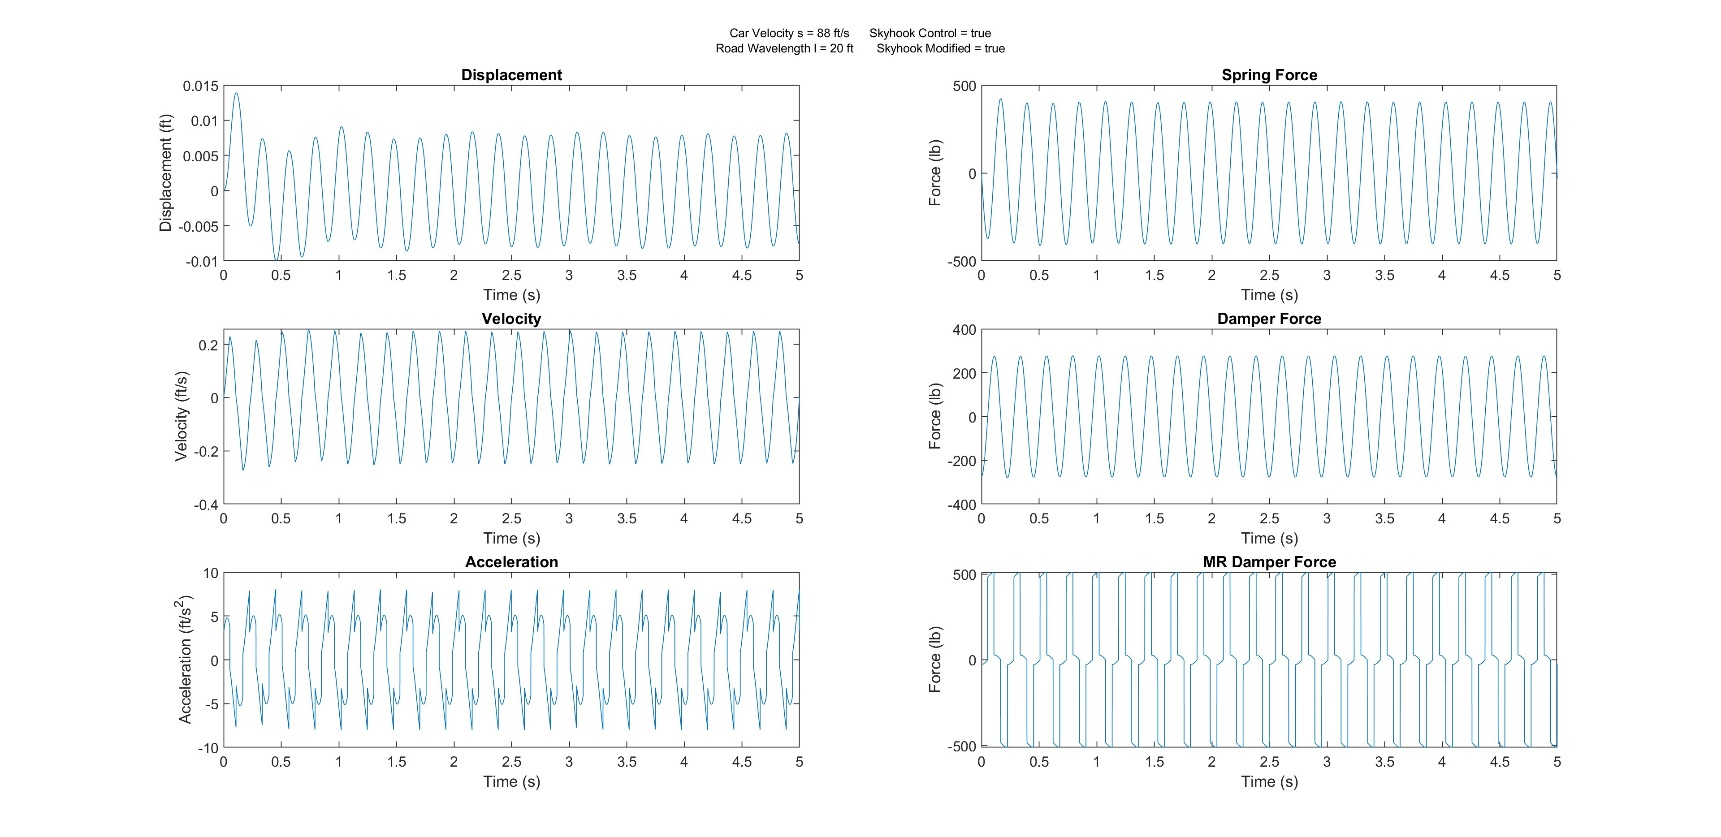 Car Velocity s = 88 ft/s Skyhook Control = true
Road Wavelength l = 20 ft Skyhook Modified = true
Displacement
0.015
0.01
0.005
0
-0.005
-0.01
Displacement (ft)
0 0.5 1 1.5 2 2.5 3 3.5 4 4.5 5
Time (s)
Spring Force
500
0
-500
Force (lb)
0 0.5 1 1.5 2 2.5 3 3.5 4 4.5 5
Time (s)
Velocity
0.2
0
-0.2
-0.4
Velocity (ft/s)
0 0.5 1 1.5 2 2.5 3 3.5 4 4.5 5
Time (s)
Damper Force
400
200
0
-200
-400
Force (lb)
0 0.5 1 1.5 2 2.5 3 3.5 4 4.5 5
Time (s)
Acceleration
10
5
0
-5
-10
Acceleration (ft/s²)
0 0.5 1 1.5 2 2.5 3 3.5 4 4.5 5
Time (s)
MR Damper Force
500
0
-500
Force (lb)
0 0.5 1 1.5 2 2.5 3 3.5 4 4.5 5
Time (s)